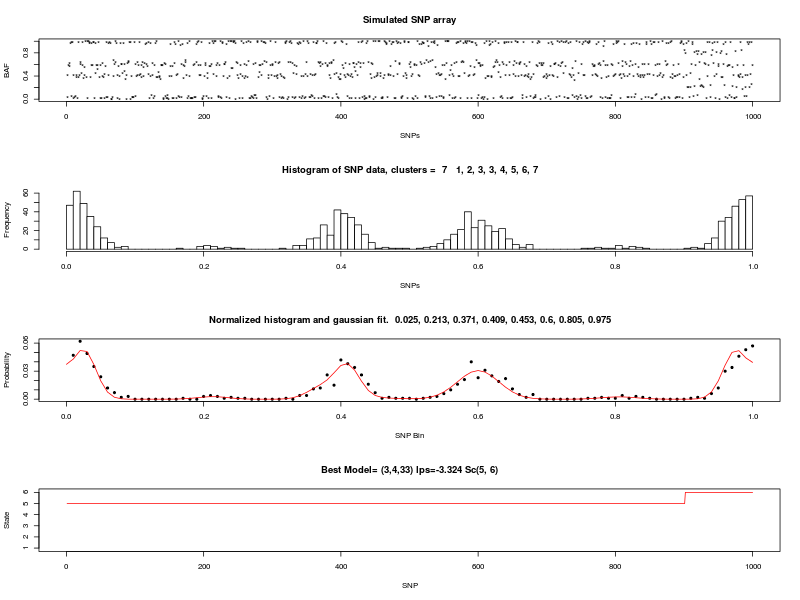 Simulated SNP array
BAF
0.0 0.4 0.8
0 200 400 600 800 1000
SNPs
Histogram of SNP data, clusters = 7 1, 2, 3, 3, 4, 5, 6, 7
Frequency
0 20 40 60
0.0 0.2 0.4 0.6 0.8 1.0
SNPs
Normalized histogram and gaussian fit. 0.025, 0.213, 0.371, 0.409, 0.453, 0.6, 0.805, 0.975
Probability
0.00 0.03 0.06
0.0 0.2 0.4 0.6 0.8 1.0
SNP Bin
Best Model= (3,4,33) lps=-3.324 Sc(5, 6)
State
1 2 3 4 5 6
0 200 400 600 800 1000
SNP